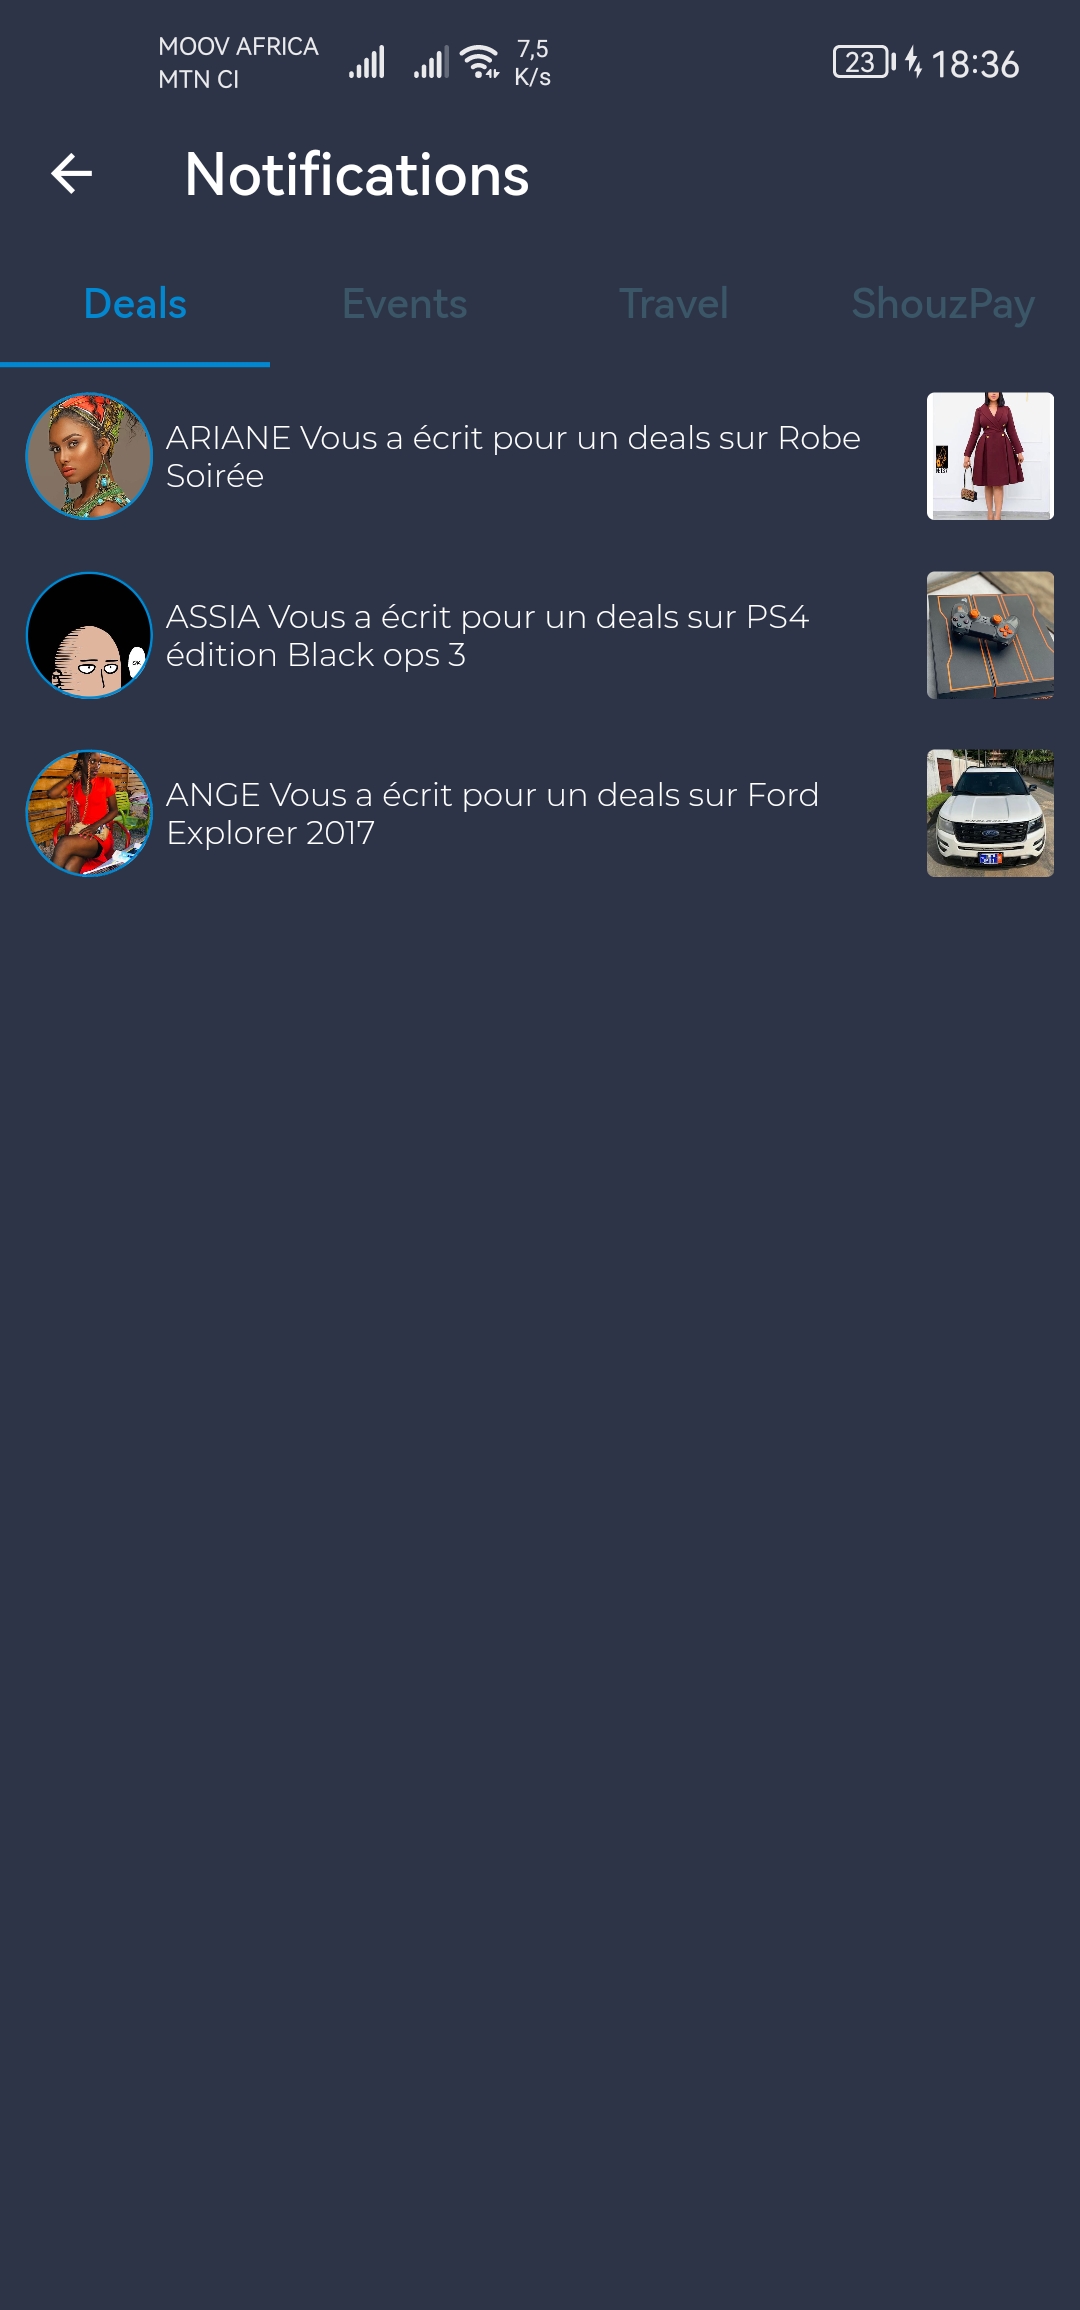 MOOV AFRICA
MTN CI
7,5
K/s
23
18:36
Notifications
Deals
Events
Travel
ShouzPay
ARIANE Vous a écrit pour un deals sur Robe
Soirée
ASSIA Vous a écrit pour un deals sur PS4
édition Black ops 3
ANGE Vous a écrit pour un deals sur Ford
Explorer 2017